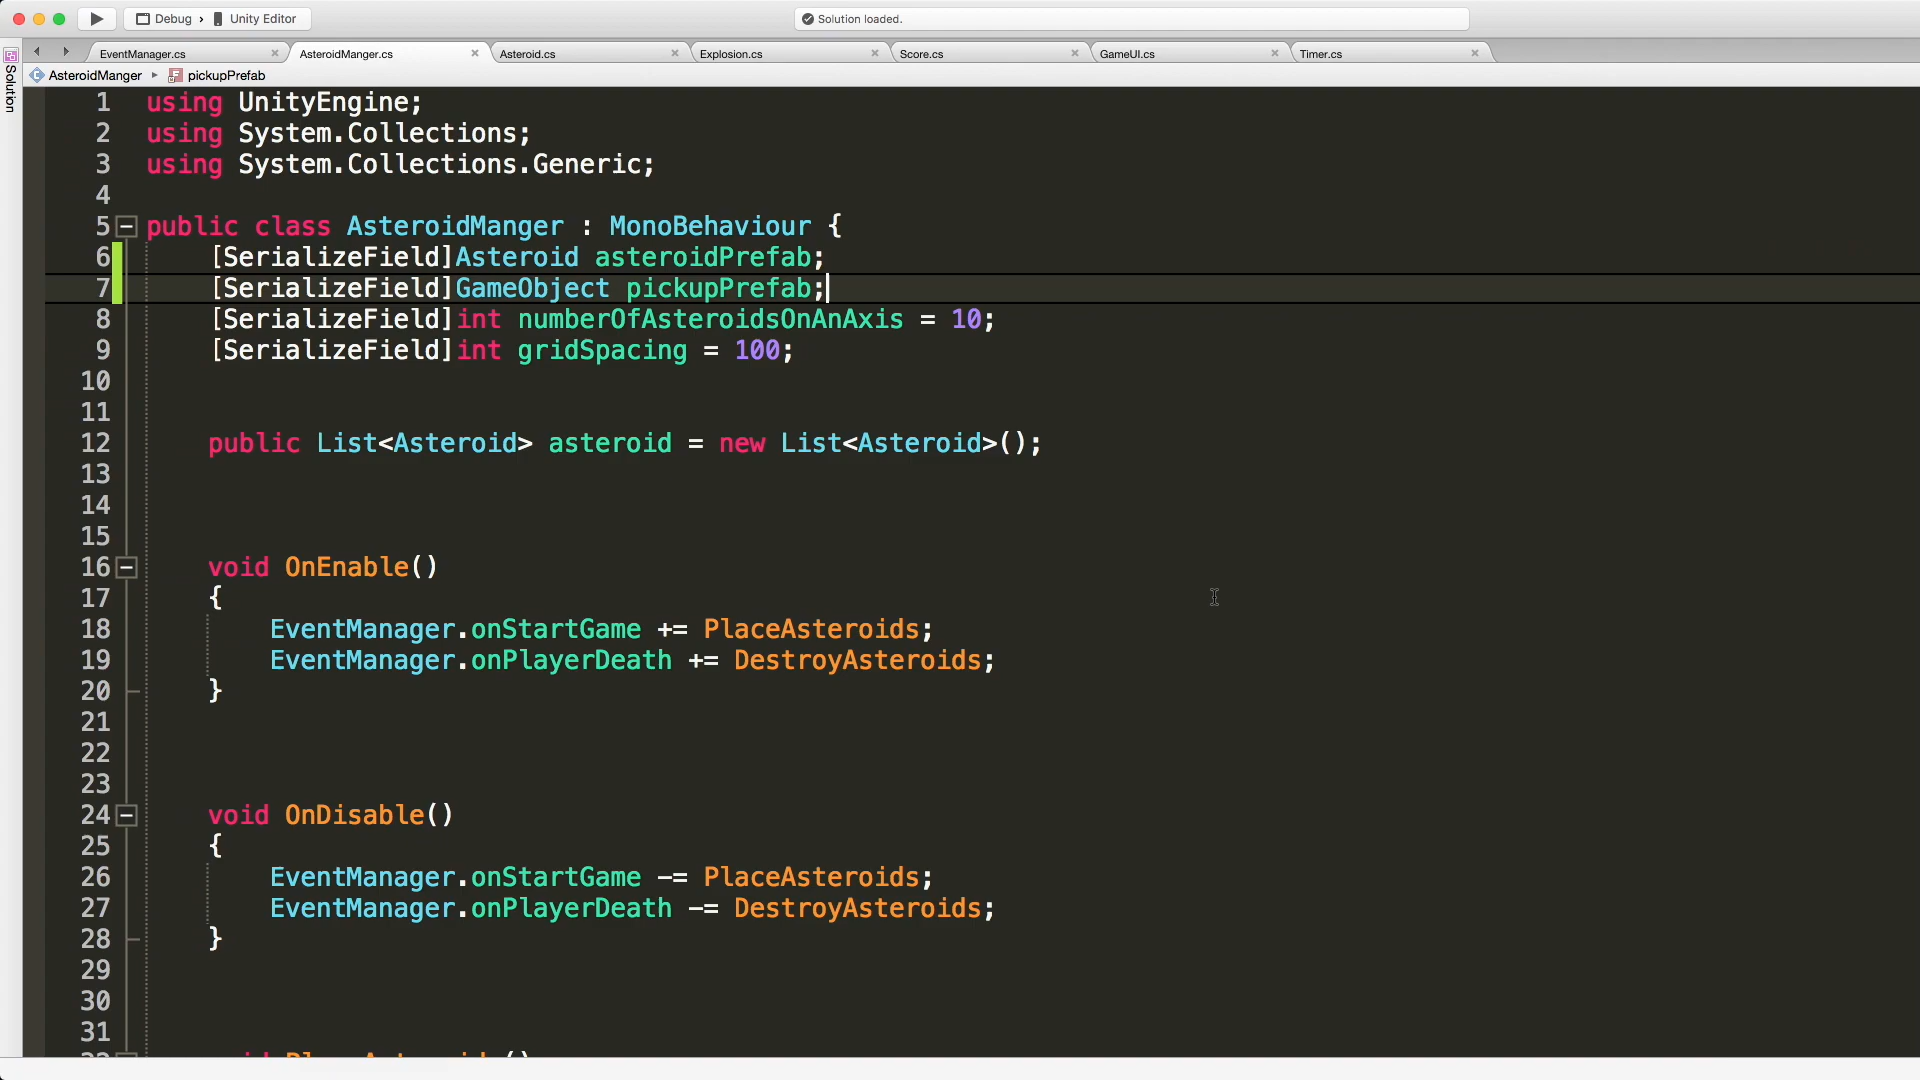 Debug › Unity Editor
Solution loaded.
Solution
EventManager.cs
AsteroidManger.cs
Asteroid.cs
Explosion.cs
Score.cs
GameUI.cs
Timer.cs
AsteroidManger ▸ pickupPrefab
1 using UnityEngine;
2 using System.Collections;
3 using System.Collections.Generic;
4
5 public class AsteroidManger : MonoBehaviour {
6 [SerializeField]Asteroid asteroidPrefab;
7 [SerializeField]GameObject pickupPrefab;
8 [SerializeField]int numberOfAsteroidsOnAnAxis = 10;
9 [SerializeField]int gridSpacing = 100;
10
11
12 public List<Asteroid> asteroid = new List<Asteroid>();
13
14
15
16 void OnEnable()
17 {
18 EventManager.onStartGame += PlaceAsteroids;
19 EventManager.onPlayerDeath += DestroyAsteroids;
20 }
21
22
23
24 void OnDisable()
25 {
26 EventManager.onStartGame -= PlaceAsteroids;
27 EventManager.onPlayerDeath -= DestroyAsteroids;
28 }
29
30
31